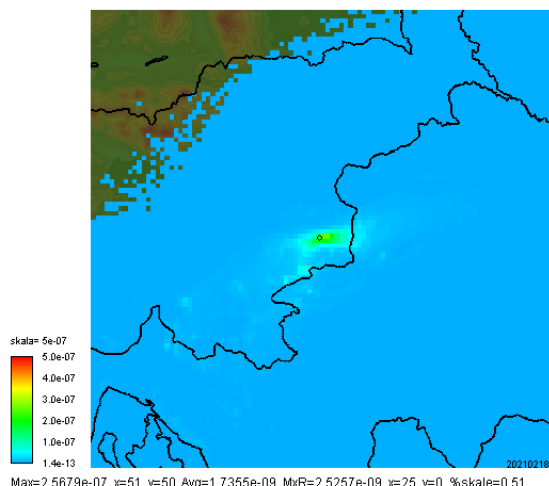 skala= 5e-07
5.0e-07
4.0e-07
3.0e-07
2.0e-07
1.0e-07
1.4e-13
20210218
Max=2.5679e-07 x=51 y=50 Avg=1.7355e-09 MxR=2.5257e-09 x=25 y=0 %skale=0.51